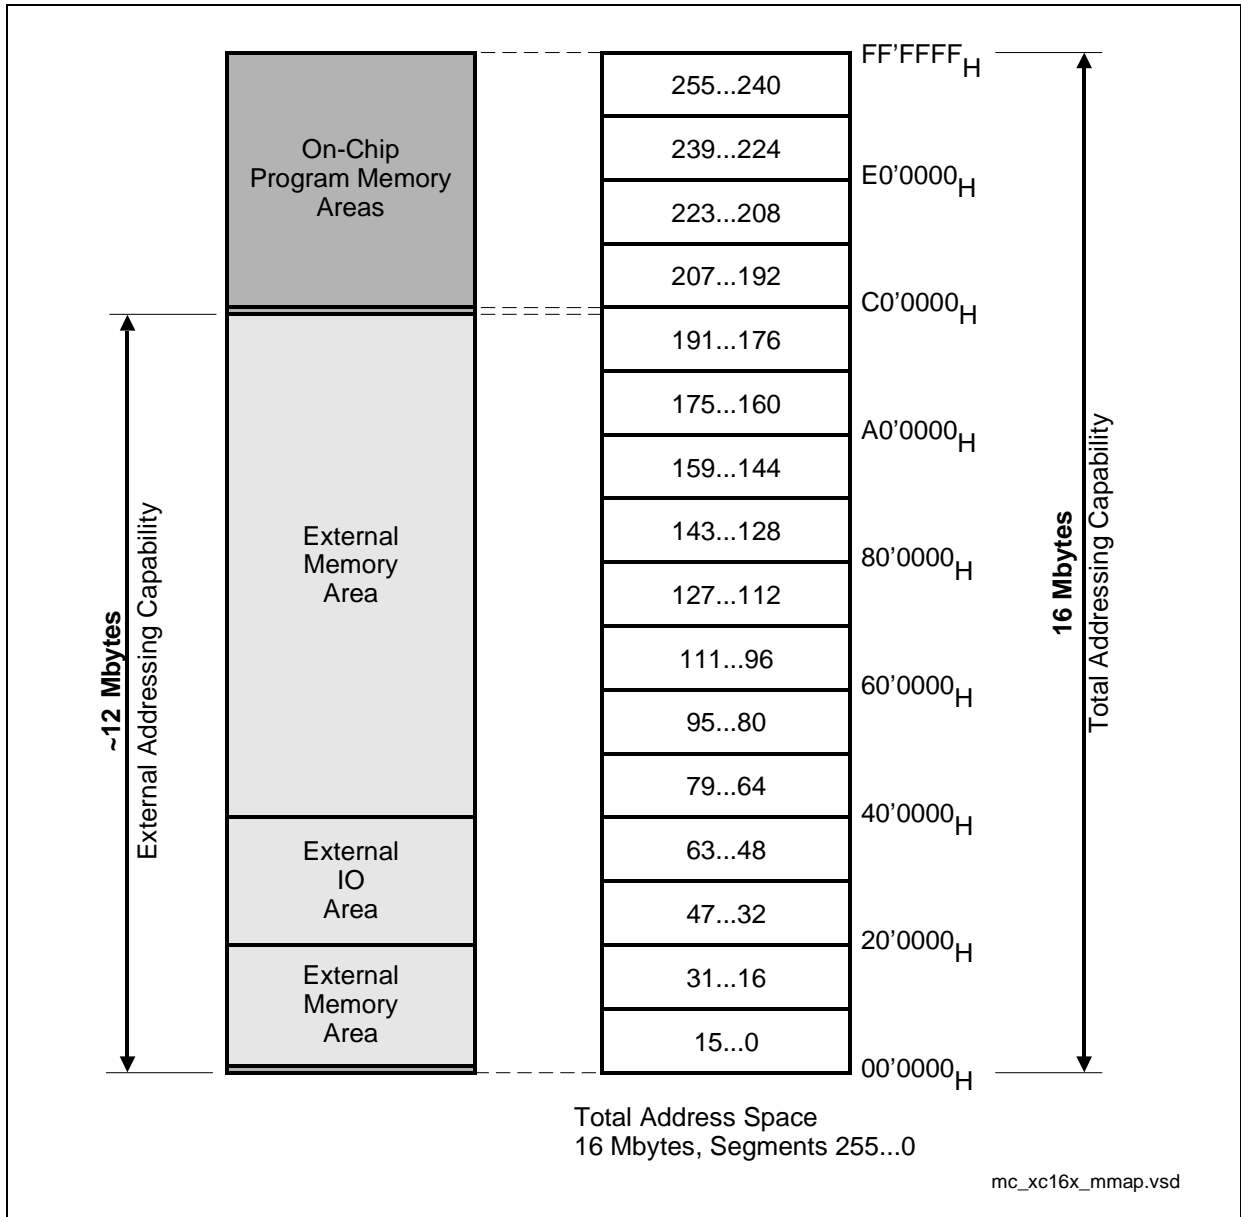 On-Chip
Program Memory
Areas
External
Memory
Area
External
IO
Area
External
Memory
Area
~12 Mbytes
External Addressing Capability
255...240
239...224
223...208
207...192
191...176
175...160
159...144
143...128
127...112
111...96
95...80
79...64
63...48
47...32
31...16
15...0
FF'FFFFH
E0'0000H
C0'0000H
A0'0000H
80'0000H
60'0000H
40'0000H
20'0000H
00'0000H
16 Mbytes
Total Addressing Capability
Total Address Space
16 Mbytes, Segments 255...0
mc_xc16x_mmap.vsd